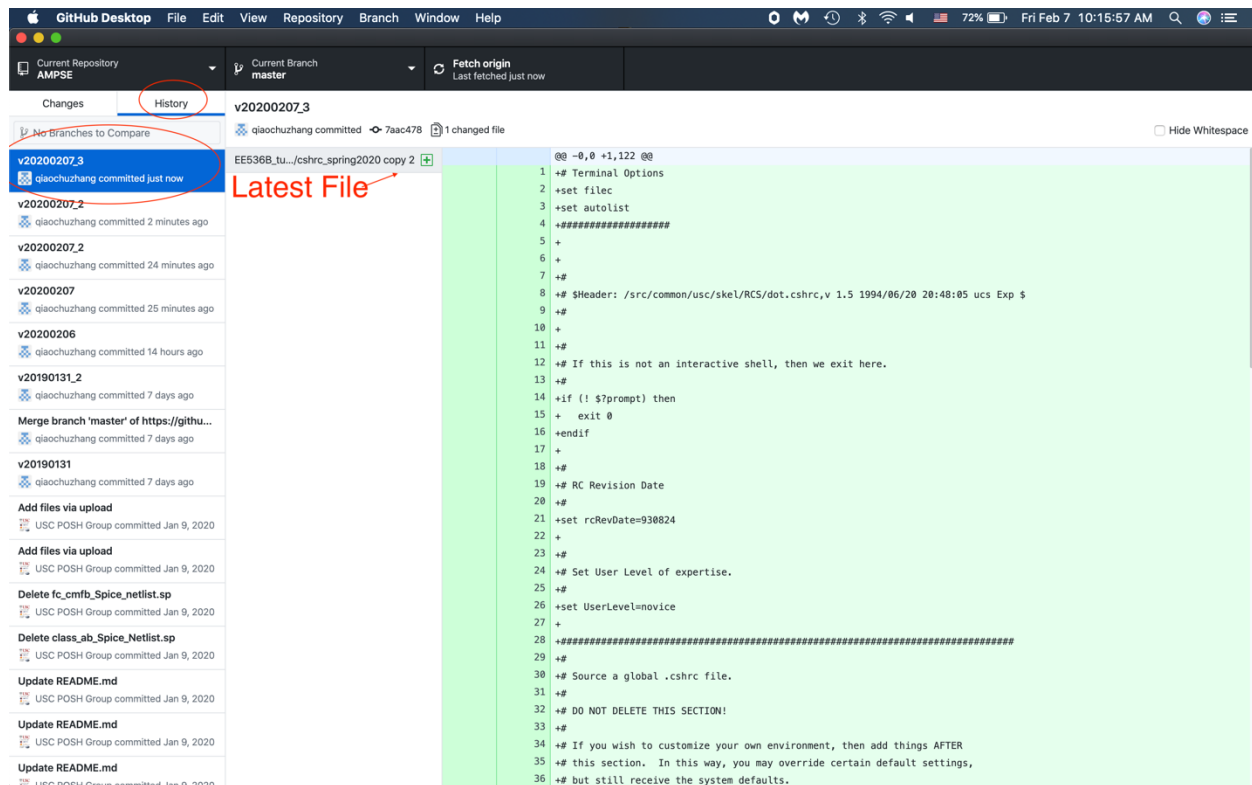 GitHub Desktop File Edit View Repository Branch Window Help 72% Fri Feb 7 10:15:57 AM
Current Repository
AMPSE
Current Branch
master
Fetch origin
Last fetched just now
Changes
History
No Branches to Compare
v20200207_3
qiaochuzhang committed just now
v20200207_2
qiaochuzhang committed 2 minutes ago
v20200207_2
qiaochuzhang committed 24 minutes ago
v20200207
qiaochuzhang committed 25 minutes ago
v20200206
qiaochuzhang committed 14 hours ago
v20190131_2
qiaochuzhang committed 7 days ago
Merge branch 'master' of https://githu...
qiaochuzhang committed 7 days ago
v20190131
qiaochuzhang committed 7 days ago
Add files via upload
USC POSH Group committed Jan 9, 2020
Add files via upload
USC POSH Group committed Jan 9, 2020
Delete fc_cmfb_Spice_netlist.sp
USC POSH Group committed Jan 9, 2020
Delete class_ab_Spice_Netlist.sp
USC POSH Group committed Jan 9, 2020
Update README.md
USC POSH Group committed Jan 9, 2020
Update README.md
USC POSH Group committed Jan 9, 2020
Update README.md
USC POSH Group committed Jan 9, 2020
v20200207_3
qiaochuzhang committed 7aac478 1 changed file
Hide Whitespace
EE536B_tu.../cshrc_spring2020 copy 2
Latest File
@@ -0,0 +1,122 @@
1 +# Terminal Options
2 +set filec
3 +set autolist
4 +###################
5 +
6 +
7 +#
8 +# $Header: /src/common/usc/skel/RCS/dot.cshrc,v 1.5 1994/06/20 20:48:05 ucs Exp $
9 +#
10 +
11 +#
12 +# If this is not an interactive shell, then we exit here.
13 +#
14 +if (! $?prompt) then
15 + exit 0
16 +endif
17 +
18 +#
19 +# RC Revision Date
20 +#
21 +set rcRevDate=930824
22 +
23 +#
24 +# Set User Level of expertise.
25 +#
26 +set UserLevel=novice
27 +
28 +###############################################################################
29 +#
30 +# Source a global .cshrc file.
31 +#
32 +# DO NOT DELETE THIS SECTION!
33 +#
34 +# If you wish to customize your own environment, then add things AFTER
35 +# this section. In this way, you may override certain default settings,
36 +# but still receive the system defaults.